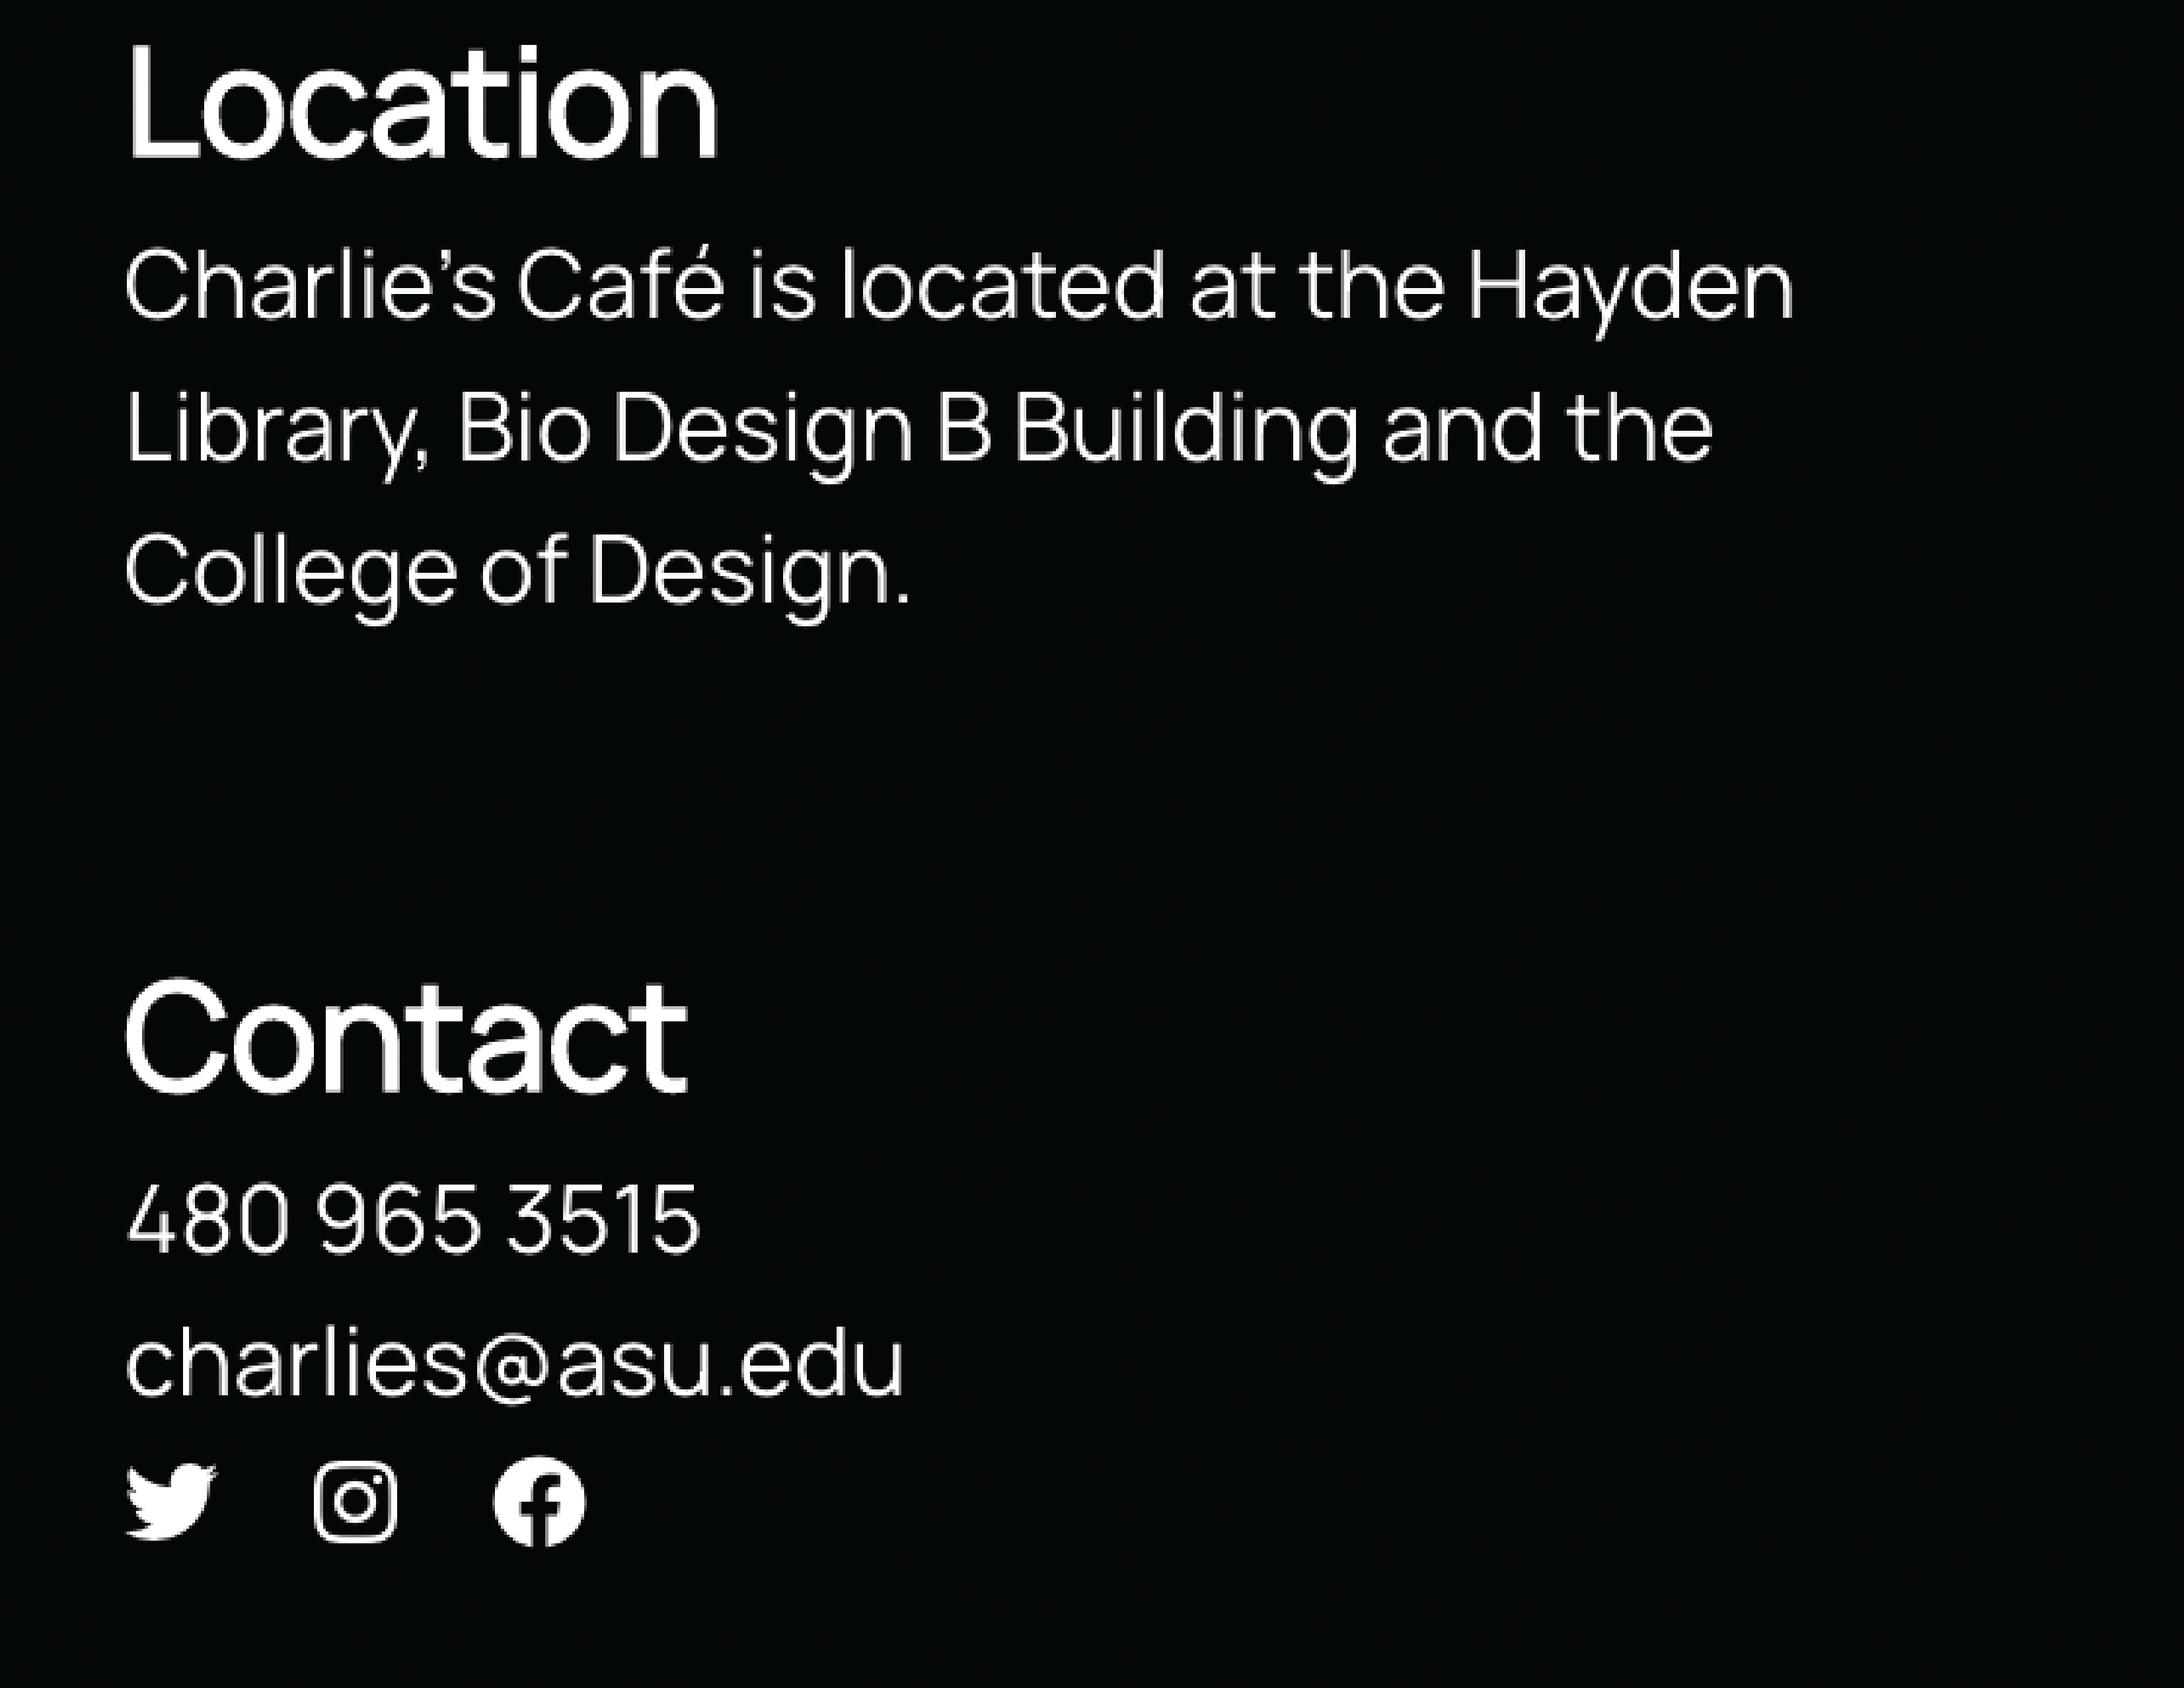 Location
Charlie’s Café is located at the Hayden
Library, Bio Design B Building and the
College of Design.
Contact
480 965 3515
charlies@asu.edu